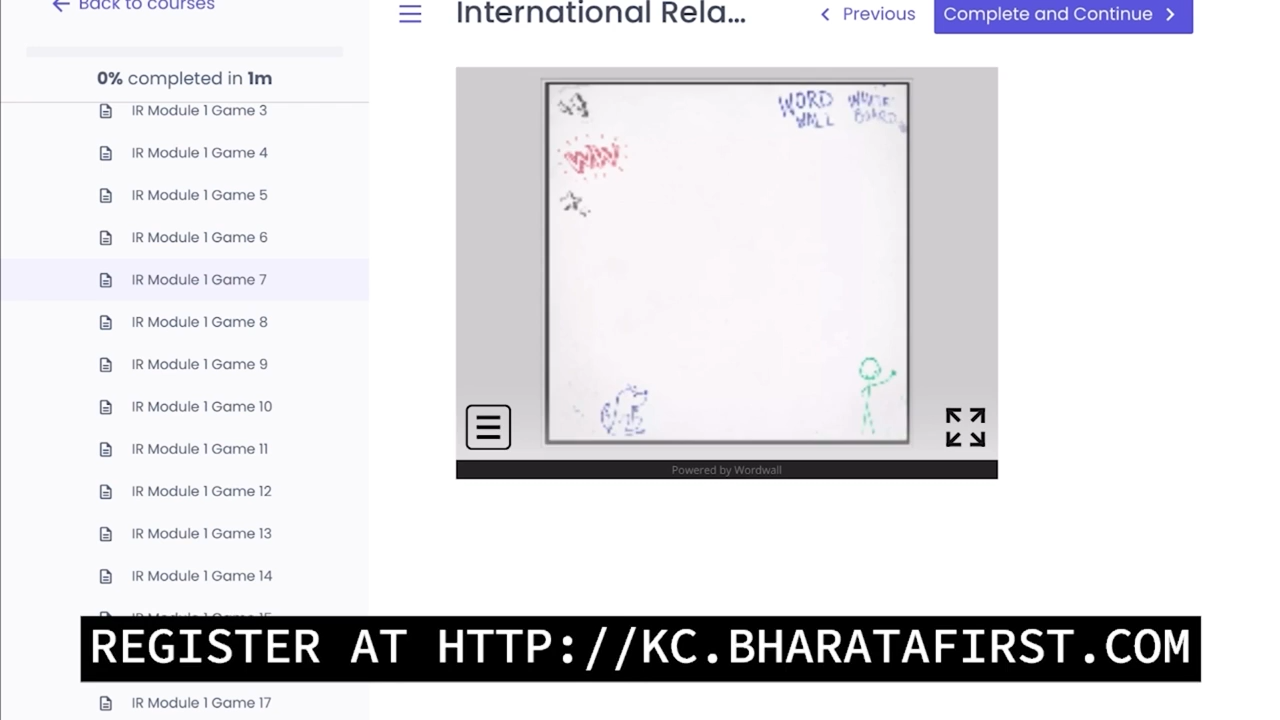 Back to courses
0% completed in 1m
IR Module 1 Game 3
IR Module 1 Game 4
IR Module 1 Game 5
IR Module 1 Game 6
IR Module 1 Game 7
IR Module 1 Game 8
IR Module 1 Game 9
IR Module 1 Game 10
IR Module 1 Game 11
IR Module 1 Game 12
IR Module 1 Game 13
IR Module 1 Game 14
IR Module 1 Game 17
International Rela...
Previous
Complete and Continue
WORD
WALL
WHITE
BOARD
Powered by Wordwall
REGISTER AT HTTP://KC.BHARATAFIRST.COM